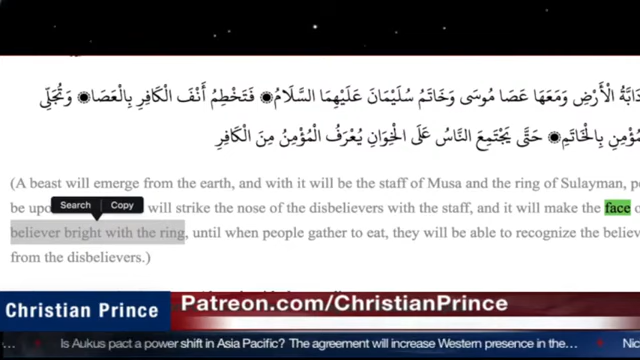 دَابَّةُ الْأَرْضِ وَمَعَهَا عَصَا مُوسَى وَخَاتَمُ سُلَيْمَانَ عَلَيْهِمَا السَّلَامُ فَتَخْطِمُ أَنْفَ الْكَافِرِ بِالْعَصَا وَتُجَلِّي
بِالْخَاتَمِ حَتَّى يَجْتَمِعَ النَّاسُ عَلَى الْخِوَانِ يُعْرَفُ الْمُؤْمِنُ مِنَ الْكَافِرِ
(A beast will emerge from the earth, and with it will be the staff of Musa and the ring of Sulayman,
Search Copy
be will strike the nose of the disbelievers with the staff, and it will make the face
believer bright with the ring, until when people gather to eat, they will be able to recognize the
from the disbelievers.)
Christian Prince
Patreon.com/ChristianPrince
Is Aukus pact a power shift in Asia Pacific? The agreement will increase Western presence in the...